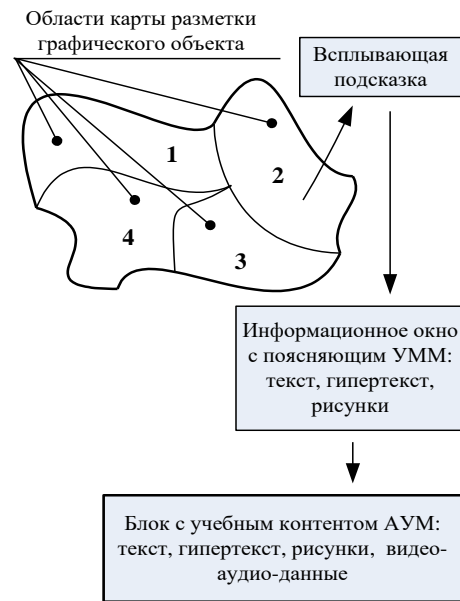 Области карты разметки
графического объекта
Всплывающая
подсказка
1
2
4
3
Информационное окно
с поясняющим УММ:
текст, гипертекст,
рисунки
Блок с учебным контентом АУМ:
текст, гипертекст, рисунки, видео-
аудио-данные